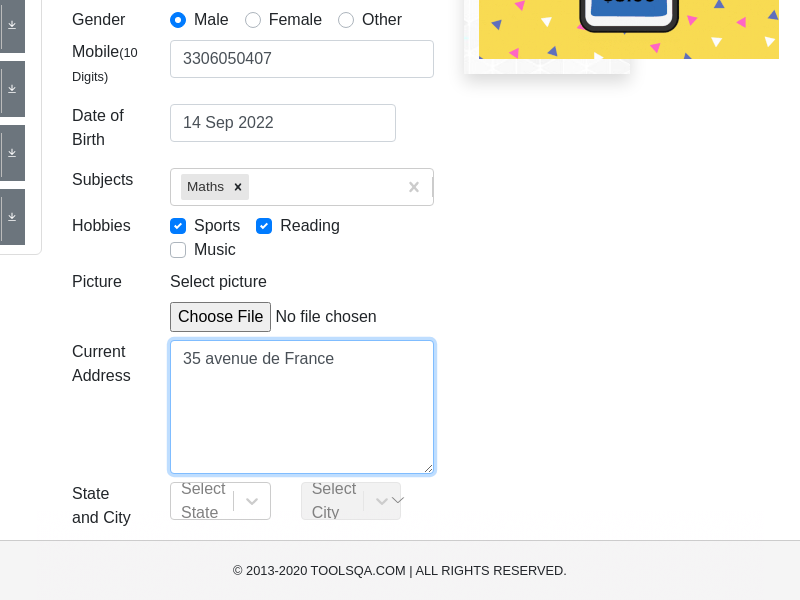 Gender Male Female Other
Mobile(10 Digits) 3306050407
Date of Birth 14 Sep 2022
Subjects Maths
Hobbies Sports Reading
Music
Picture Select picture
Choose File No file chosen
Current Address 35 avenue de France
State and City Select State Select City
© 2013-2020 TOOLSQA.COM | ALL RIGHTS RESERVED.